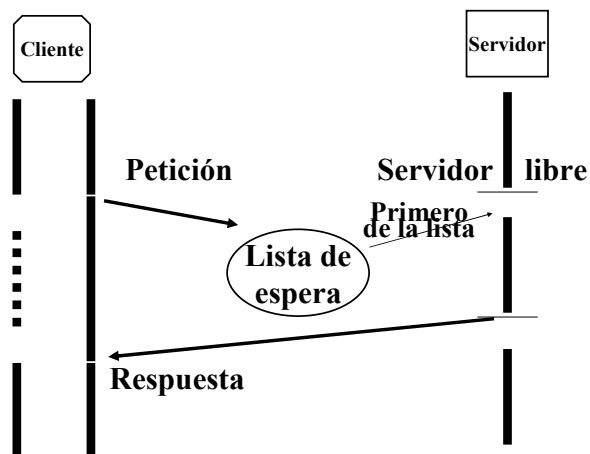 Cliente
Servidor
Petición
Servidor libre
Primero
de la lista
Lista de
espera
Respuesta